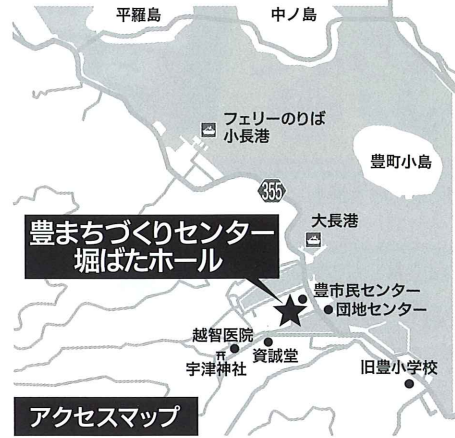 平羅島
中ノ島
フェリーのりば
小長港
豊町小島
355
大長港
豊まちづくりセンター
堀ばたホール
豊市民センター
団地センター
越智医院
宇津神社
資誠堂
旧豊小学校
アクセスマップ